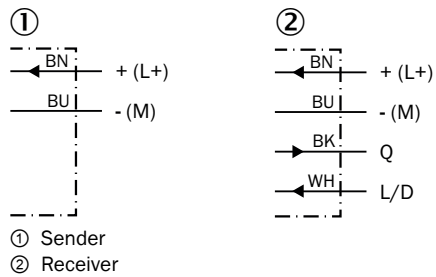 ① ②
BN + (L+) BN + (L+)
BU - (M) BU - (M)
BK Q
WH L/D
① Sender
② Receiver